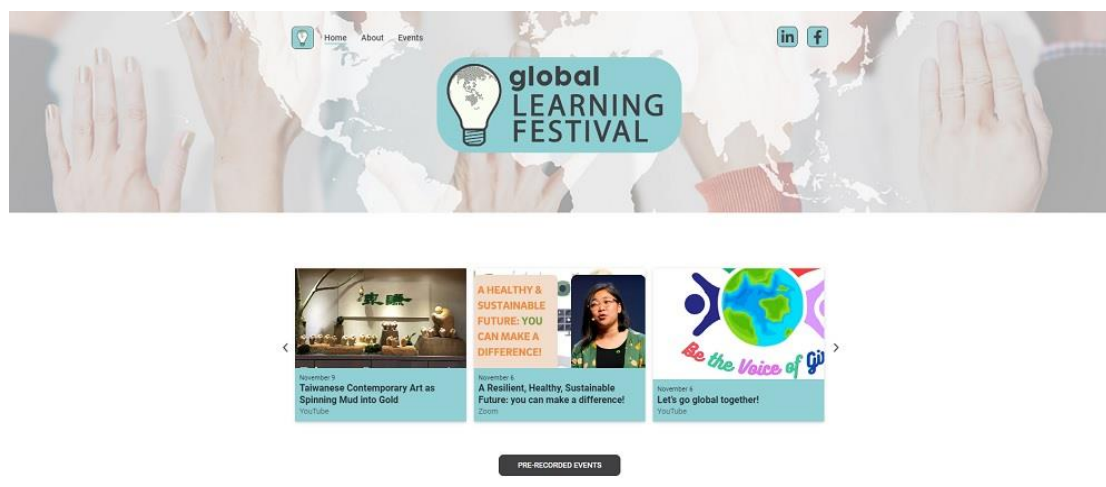 Home About Events
in f
global
LEARNING
FESTIVAL
A HEALTHY &
SUSTAINABLE
FUTURE: YOU
CAN MAKE A
DIFFERENCE!
Be the Voice of
November 9
Taiwanese Contemporary Art as
Spinning Mud into Gold
YouTube
November 6
A Resilient, Healthy, Sustainable
Future: you can make a difference!
Zoom
November 6
Let's go global together!
YouTube
PRE-RECORDED EVENTS